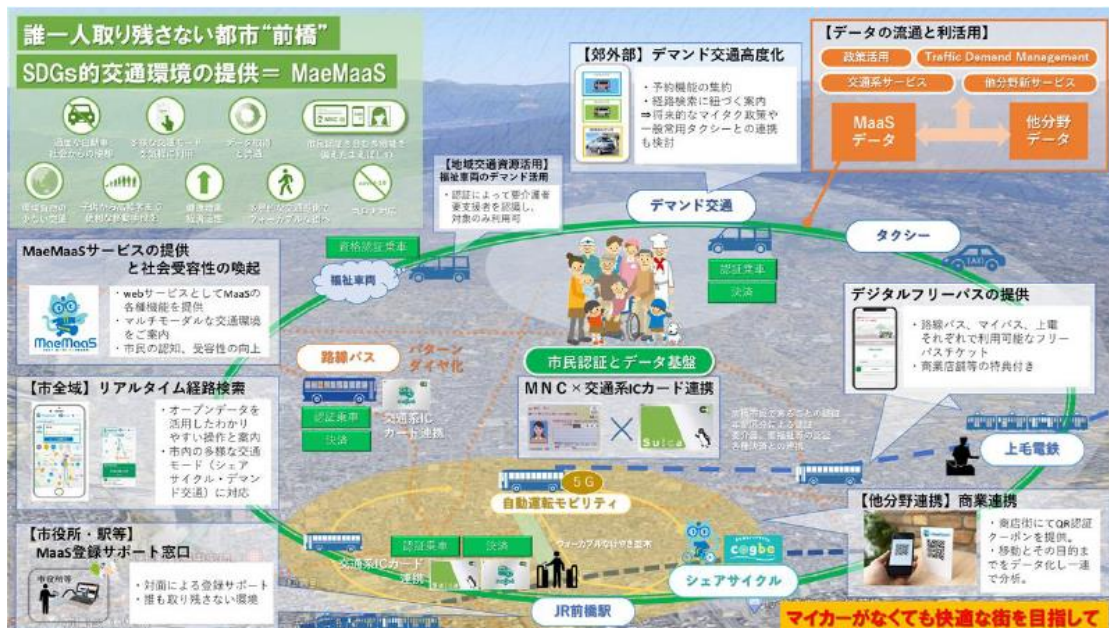 誰一人取り残さない都市“前橋”
SDGs的交通環境の提供＝ MaeMaaS
【郊外部】デマンド交通高度化
・予約機能の集約
・経路検索に紐づく案内
⇒将来的なマイタク政策や
一般常用タクシーとの連携
も検討
【データの流通と利活用】
政策活用
Traffic Demand Management
交通系サービス
他分野新サービス
MaaS
データ
他分野
データ
【地域交通資源活用】
福祉車両のデマンド活用
・認証によって要介護者
要支援者を認識し、
対象のみ利用可
デマンド交通
タクシー
TAXI
資格認証乗車
福祉車両
認証乗車
決済
MaeMaaSサービスの提供
と社会受容性の喚起
MaeMaaS
・webサービスとしてMaaSの
各種機能を提供
・マルチモーダルな交通環境
をご案内
・市民の認知、受容性の向上
デジタルフリーパスの提供
・路線バス、マイバス、上電
それぞれで利用可能なフリー
パスチケット
・商業店舗等の特典付き
路線バス
パターン
ダイヤ化
認証乗車
決済
交通系IC
カード連携
市民認証とデータ基盤
MNC×交通系ICカード連携
Suica
【市全域】リアルタイム経路検索
・オープンデータを
活用したわかり
やすい操作と案内
・市内の多様な交通
モード（シェア
サイクル・デマン
ド交通）に対応
上毛電鉄
5G
自動運転モビリティ
【他分野連携】商業連携
・商店街にてQR認証
クーポンを提供。
・移動とその目的ま
でをデータ化し一連
で分析。
【市役所・駅等】
MaaS登録サポート窓口
市役所等
・対面による登録サポート
・誰も取り残さない環境
認証乗車
決済
交通系ICカード
連携
ウォーカブルなけやき並木
cogbe
シェアサイクル
JR前橋駅
マイカーがなくても快適な街を目指して